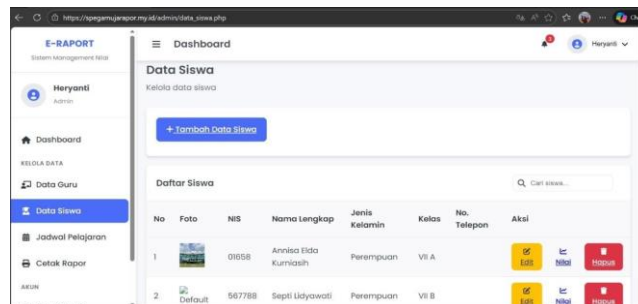 https://spegamujarapor.my.id/admin/data_siswa.php
E-RAPORT
Sistem Management Nilai
Dashboard
3
Heryanti
Heryanti
Admin
Data Siswa
Kelola data siswa
+ Tambah Data Siswa
Dashboard
KELOLA DATA
Data Guru
Data Siswa
Jadwal Pelajaran
Cetak Rapor
AKUN
Daftar Siswa
Cari siswa...
No Foto NIS Nama Lengkap Jenis Kelamin Kelas No. Telepon Aksi
1 01658 Annisa Elda Kurniasih Perempuan VII A Edit Nilai Hapus
2 Default 567788 Septi Lidyawati Perempuan VII B Edit Nilai Hapus